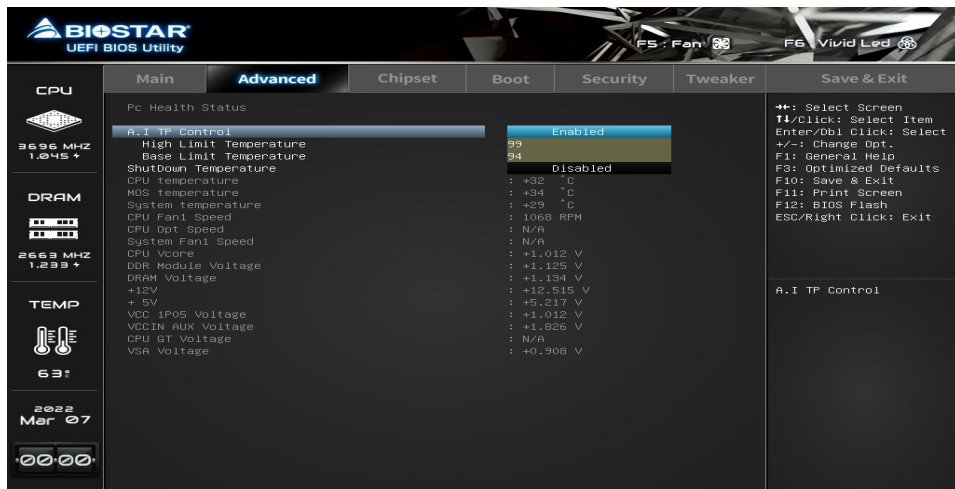 BIOSTAR
UEFI BIOS Utility
F5 : Fan
F6 Vivid Led
Main Advanced Chipset Boot Security Tweaker Save & Exit
CPU
3696 MHZ
1.045 +
DRAM
2663 MHZ
1.233 +
TEMP
63
2022
Mar 07
00:00
Pc Health Status
A.I TP Control Enabled
High Limit Temperature 99
Base Limit Temperature 94
ShutDown Temperature Disabled
CPU temperature : +32 °C
MOS temperature : +34 °C
System temperature : +29 °C
CPU Fan1 Speed : 1068 RPM
CPU Opt Speed : N/A
System Fan1 Speed : N/A
CPU Vcore : +1.012 V
DDR Module Voltage : +1.125 V
DRAM Voltage : +1.134 V
+12V : +12.515 V
+ 5V : +5.217 V
VCC 1P05 Voltage : +1.012 V
VCCIN AUX Voltage : +1.826 V
CPU GT Voltage : N/A
VSA Voltage : +0.908 V
→←: Select Screen
↑↓/Click: Select Item
Enter/Dbl Click: Select
+/-: Change Opt.
F1: General Help
F3: Optimized Defaults
F10: Save & Exit
F11: Print Screen
F12: BIOS Flash
ESC/Right Click: Exit
A.I TP Control